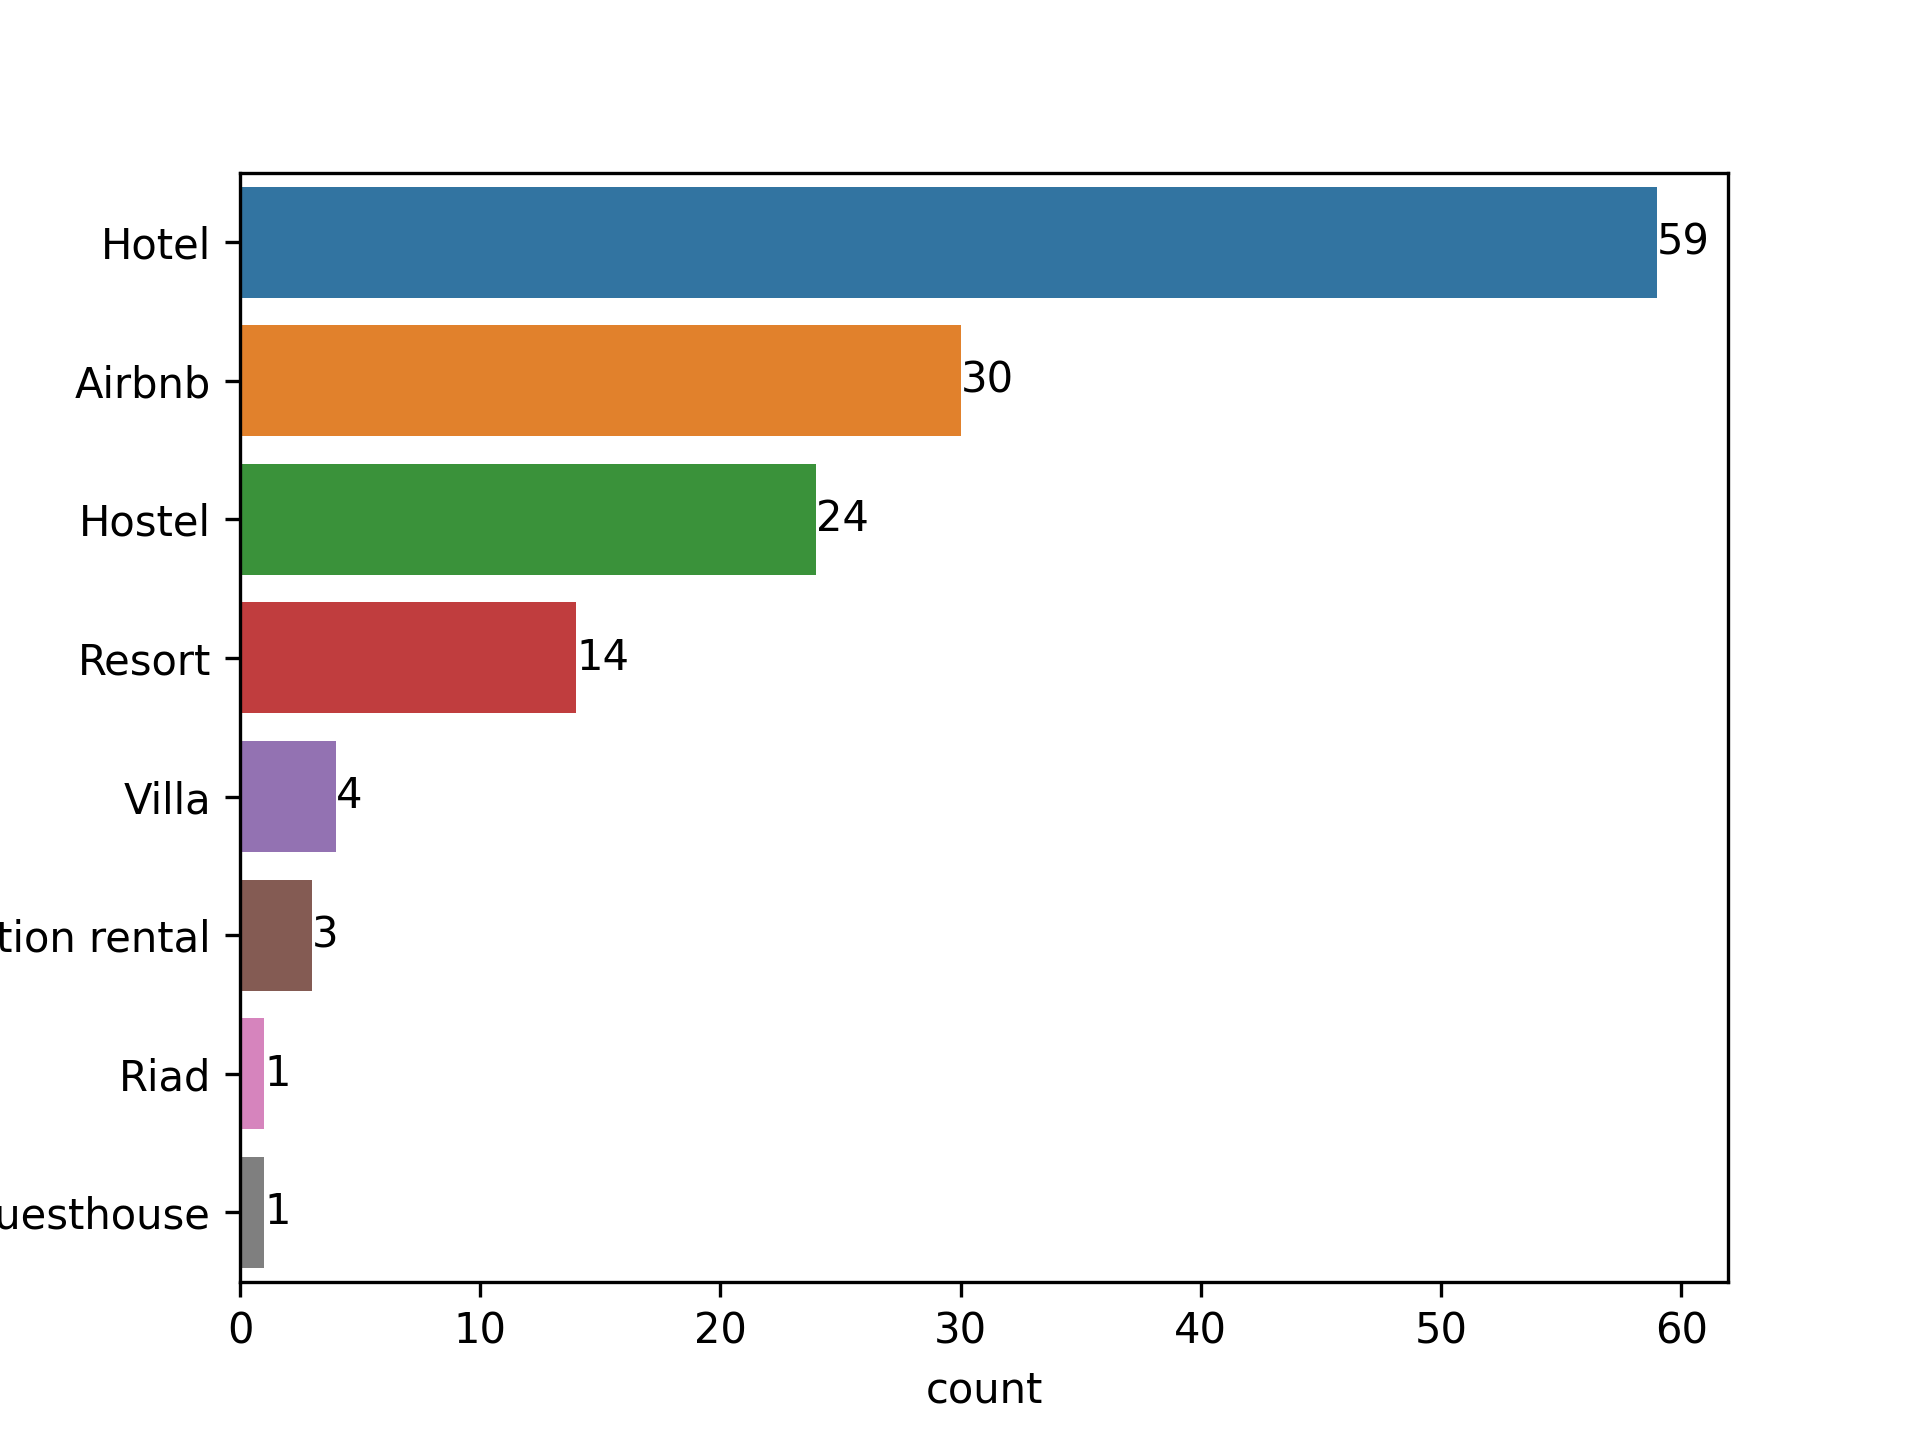 Hotel 59
Airbnb 30
Hostel 24
Resort 14
Villa 4
tion rental 3
Riad 1
uesthouse 1
0 10 20 30 40 50 60
count